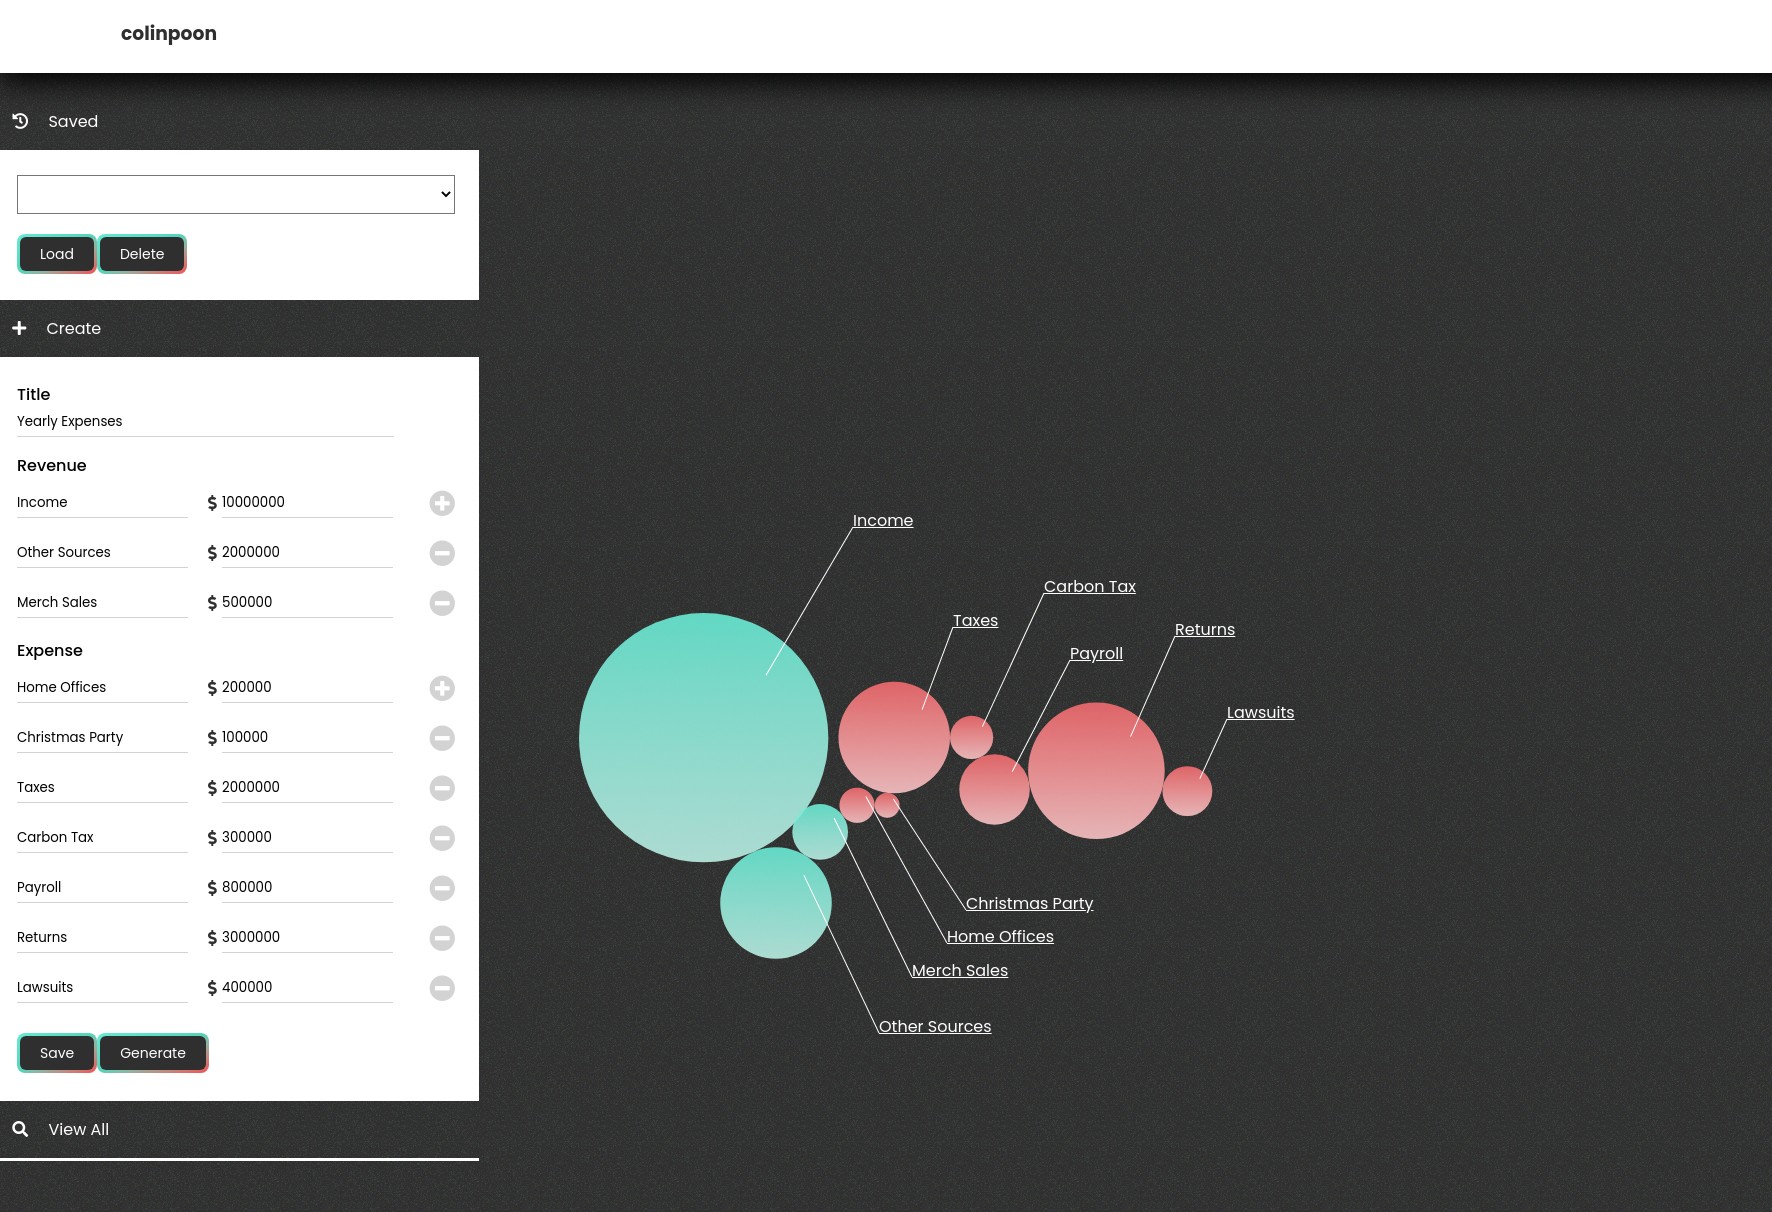 colinpoon
Saved
Load Delete
Create
Title
Yearly Expenses
Revenue
Income $ 10000000
Other Sources $ 2000000
Merch Sales $ 500000
Expense
Home Offices $ 200000
Christmas Party $ 100000
Taxes $ 2000000
Carbon Tax $ 300000
Payroll $ 800000
Returns $ 3000000
Lawsuits $ 400000
Save Generate
View All
Income
Carbon Tax
Taxes
Returns
Payroll
Lawsuits
Christmas Party
Home Offices
Merch Sales
Other Sources